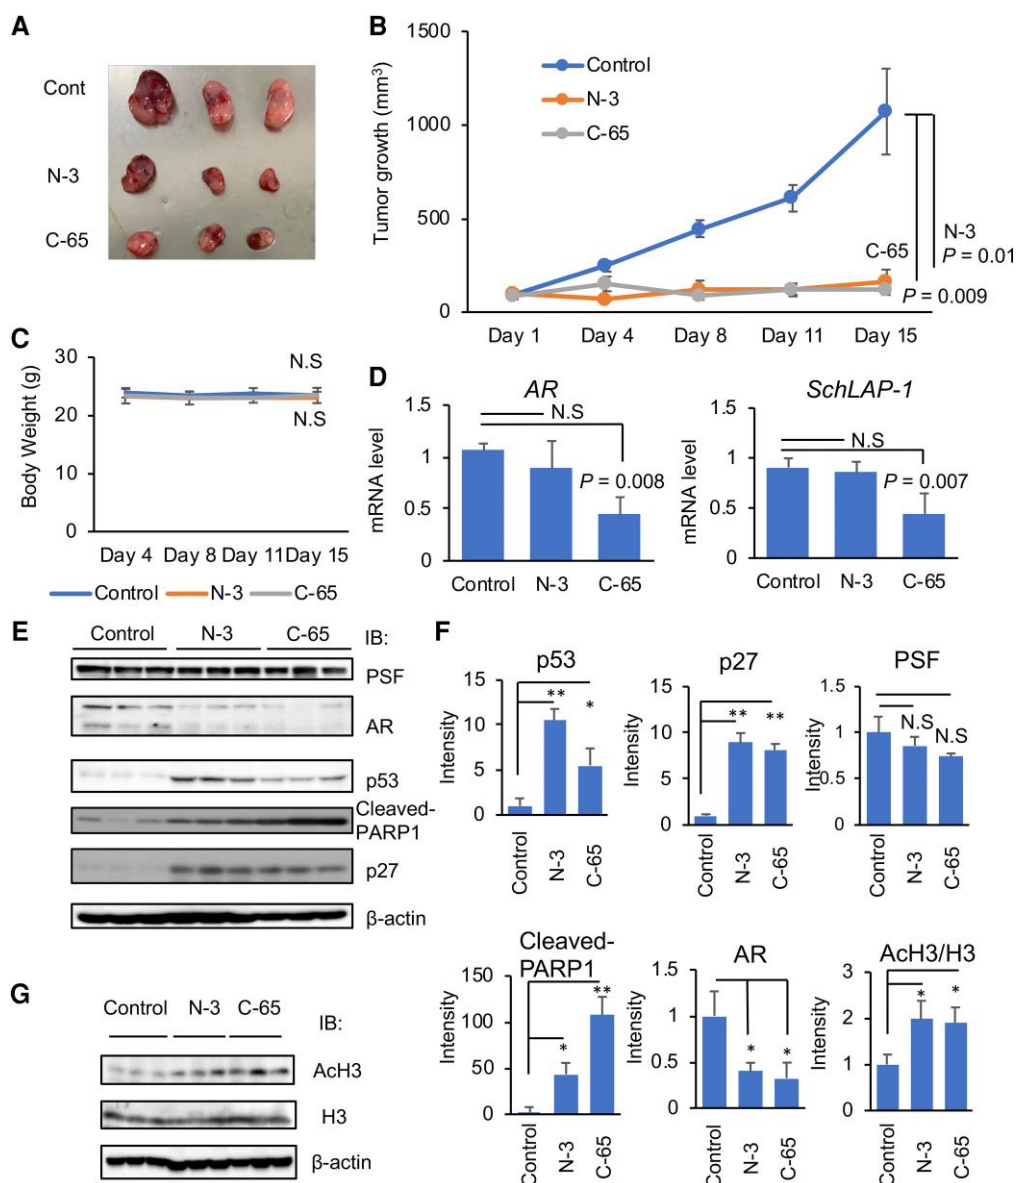 A
Cont
N-3
C-65
B
Tumor growth (mm³)
1000
500
0
Control
N-3
C-65
Day 1 Day 4 Day 8 Day 11 Day 15
C-65
N-3
P = 0.01
P = 0.009
C
Body Weight (g)
30
20
10
0
N.S
N.S
Day 4 Day 8 Day 11 Day 15
Control N-3 C-65
D
AR
mRNA level
1.5
1
0.5
0
N.S
P = 0.008
Control N-3 C-65
SchLAP-1
mRNA level
1.5
1
0.5
0
N.S
P = 0.007
Control N-3 C-65
E
Control N-3 C-65 IB:
PSF
AR
p53
Cleaved-
PARP1
p27
β-actin
F
p53
Intensity
15
10
5
0
**
*
Control
N-3
C-65
p27
Intensity
15
10
5
0
** **
Control
N-3
C-65
PSF
Intensity
1.5
1
0.5
0
N.S
N.S
Control
N-3
C-65
Cleaved-
PARP1
Intensity
150
100
50
0
*
**
Control
N-3
C-65
AR
Intensity
1.5
1
0.5
0
* *
Control
N-3
C-65
AcH3/H3
Intensity
3
2
1
0
* *
Control
N-3
C-65
G
Control N-3 C-65
IB:
AcH3
H3
β-actin